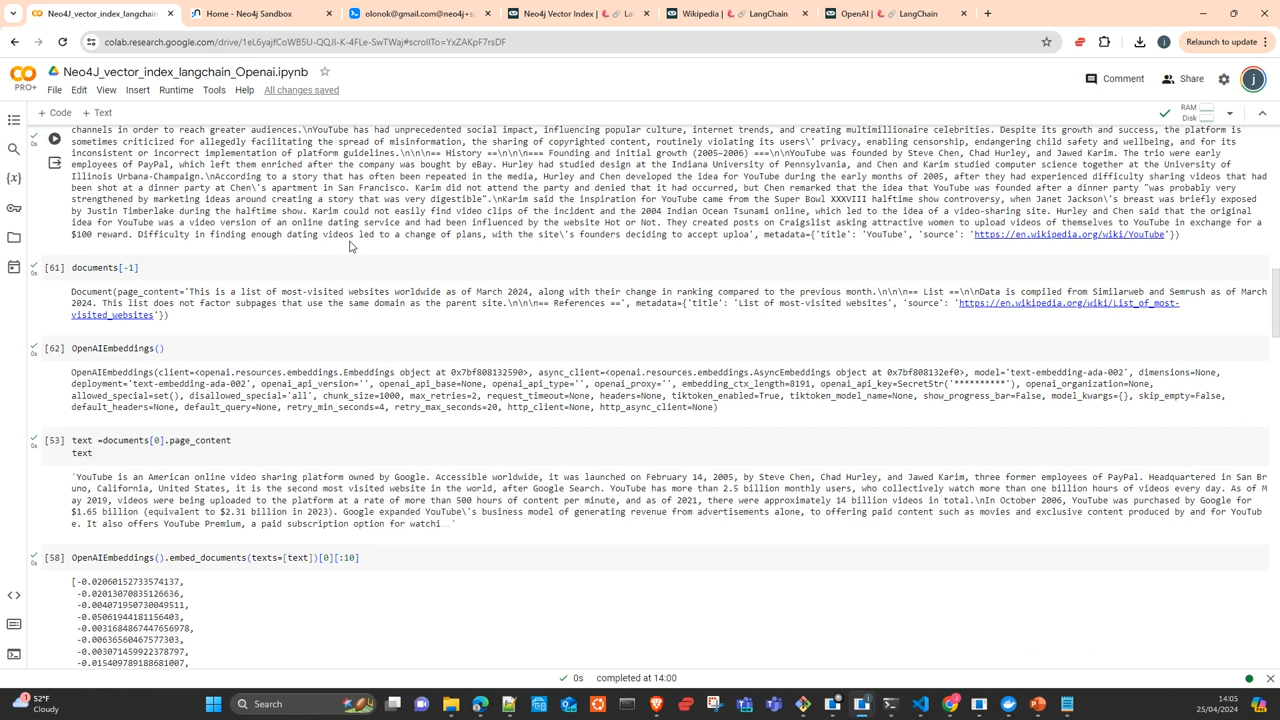 Neo4J_vector_index_langchain
Home - Neo4j Sandbox
olonok@gmail.com@neo4j+s:
Neo4j Vector Index | 🦜🔗 La
Wikipedia | 🦜🔗 LangChain
OpenAI | 🦜🔗 LangChain
colab.research.google.com/drive/1eL6yajfCoWB5U-QQJI-K-4FLe-SwTWaj#scrollTo=YxZAKpF7rsDF
Relaunch to update
PRO+
Neo4J_vector_index_langchain_Openai.ipynb
Comment
Share
j
File Edit View Insert Runtime Tools Help All changes saved
+ Code + Text
RAM
Disk
channels in order to reach greater audiences.\nYouTube has had unprecedented social impact, influencing popular culture, internet trends, and creating multimillionaire celebrities. Despite its growth and success, the platform is
sometimes criticized for allegedly facilitating the spread of misinformation, the sharing of copyrighted content, routinely violating its users\' privacy, enabling censorship, endangering child safety and wellbeing, and for its
inconsistent or incorrect implementation of platform guidelines.\n\n\n== History ==\n\n\n=== Founding and initial growth (2005–2006) ===\nYouTube was founded by Steve Chen, Chad Hurley, and Jawed Karim. The trio were early
employees of PayPal, which left them enriched after the company was bought by eBay. Hurley had studied design at the Indiana University of Pennsylvania, and Chen and Karim studied computer science together at the University of
Illinois Urbana-Champaign.\nAccording to a story that has often been repeated in the media, Hurley and Chen developed the idea for YouTube during the early months of 2005, after they had experienced difficulty sharing videos that had
been shot at a dinner party at Chen\'s apartment in San Francisco. Karim did not attend the party and denied that it had occurred, but Chen remarked that the idea that YouTube was founded after a dinner party "was probably very
strengthened by marketing ideas around creating a story that was very digestible".\nKarim said the inspiration for YouTube came from the Super Bowl XXXVIII halftime show controversy, when Janet Jackson\'s breast was briefly exposed
by Justin Timberlake during the halftime show. Karim could not easily find video clips of the incident and the 2004 Indian Ocean Tsunami online, which led to the idea of a video-sharing site. Hurley and Chen said that the original
idea for YouTube was a video version of an online dating service and had been influenced by the website Hot or Not. They created posts on Craigslist asking attractive women to upload videos of themselves to YouTube in exchange for a
$100 reward. Difficulty in finding enough dating videos led to a change of plans, with the site\'s founders deciding to accept uploa', metadata={'title': 'YouTube', 'source': 'https://en.wikipedia.org/wiki/YouTube'})
[61] documents[-1]
Document(page_content='This is a list of most-visited websites worldwide as of March 2024, along with their change in ranking compared to the previous month.\n\n\n== List ==\n\nData is compiled from Similarweb and Semrush as of March
2024. This list does not factor subpages that use the same domain as the parent site.\n\n\n== References ==', metadata={'title': 'List of most-visited websites', 'source': 'https://en.wikipedia.org/wiki/List_of_most-
visited_websites'})
[62] OpenAIEmbeddings()
OpenAIEmbeddings(client=<openai.resources.embeddings.Embeddings object at 0x7bf808132590>, async_client=<openai.resources.embeddings.AsyncEmbeddings object at 0x7bf808132ef0>, model='text-embedding-ada-002', dimensions=None,
deployment='text-embedding-ada-002', openai_api_version='', openai_api_base=None, openai_api_type='', openai_proxy='', embedding_ctx_length=8191, openai_api_key=SecretStr('**********'), openai_organization=None,
allowed_special=set(), disallowed_special='all', chunk_size=1000, max_retries=2, request_timeout=None, headers=None, tiktoken_enabled=True, tiktoken_model_name=None, show_progress_bar=False, model_kwargs={}, skip_empty=False,
default_headers=None, default_query=None, retry_min_seconds=4, retry_max_seconds=20, http_client=None, http_async_client=None)
[53] text =documents[0].page_content
text
'YouTube is an American online video sharing platform owned by Google. Accessible worldwide, it was launched on February 14, 2005, by Steve Chen, Chad Hurley, and Jawed Karim, three former employees of PayPal. Headquartered in San Br
uno, California, United States, it is the second most visited website in the world, after Google Search. YouTube has more than 2.5 billion monthly users, who collectively watch more than one billion hours of videos every day. As of M
ay 2019, videos were being uploaded to the platform at a rate of more than 500 hours of content per minute, and as of 2021, there were approximately 14 billion videos in total.\nIn October 2006, YouTube was purchased by Google for
$1.65 billion (equivalent to $2.31 billion in 2023). Google expanded YouTube\'s business model of generating revenue from advertisements alone, to offering paid content such as movies and exclusive content produced by and for YouTub
e. It also offers YouTube Premium, a paid subscription option for watchi…'
[58] OpenAIEmbeddings().embed_documents(texts=[text])[0][:10]
[-0.02060152733574137,
-0.02013070835126636,
-0.004071950730049511,
-0.05061944181156403,
-0.0031684867447656978,
-0.00636560460467577303,
-0.003071459922378797,
-0.015409789188681007,
0s completed at 14:00
52°F
Cloudy
Search
14:05
25/04/2024